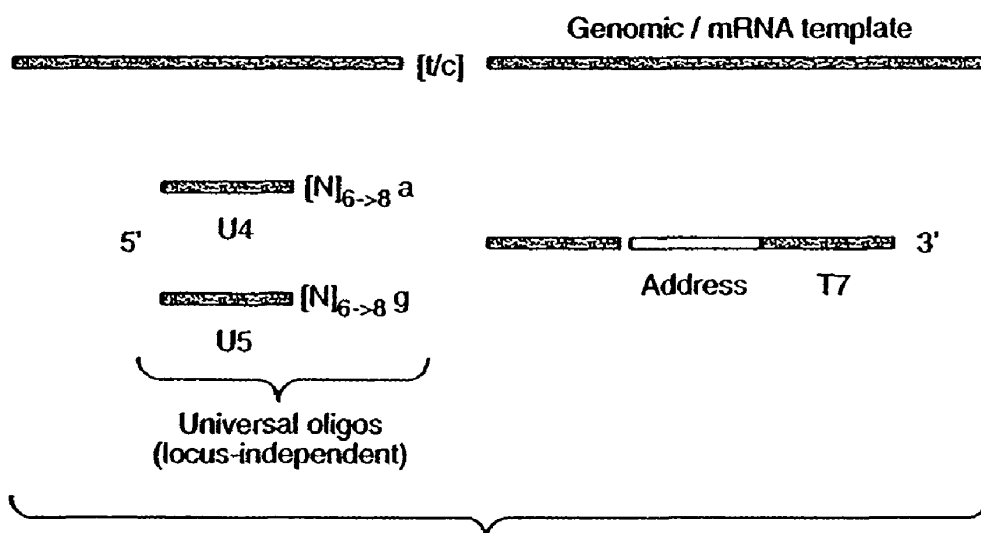 Genomic / mRNA template
[t/c]
[N]6->8 a
U4
5'
3'
Address
T7
[N]6->8 g
U5
Universal oligos
(locus-independent)